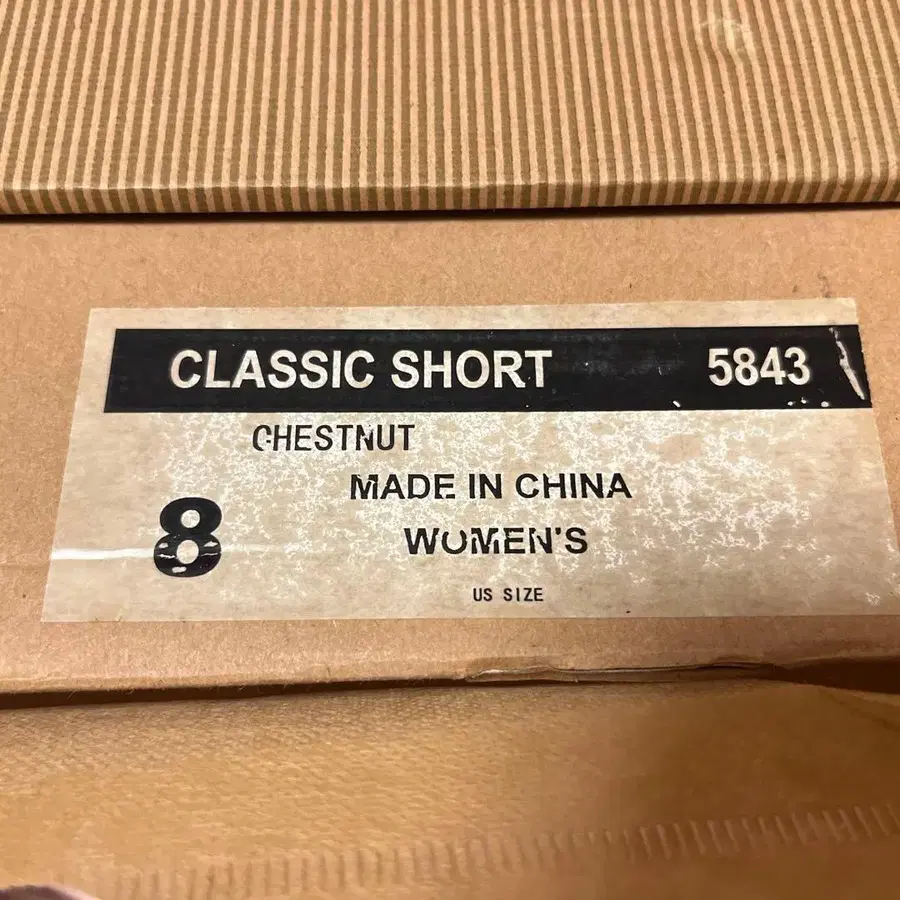 CLASSIC SHORT 5843
CHESTNUT
MADE IN CHINA
8
WOMEN'S
US SIZE